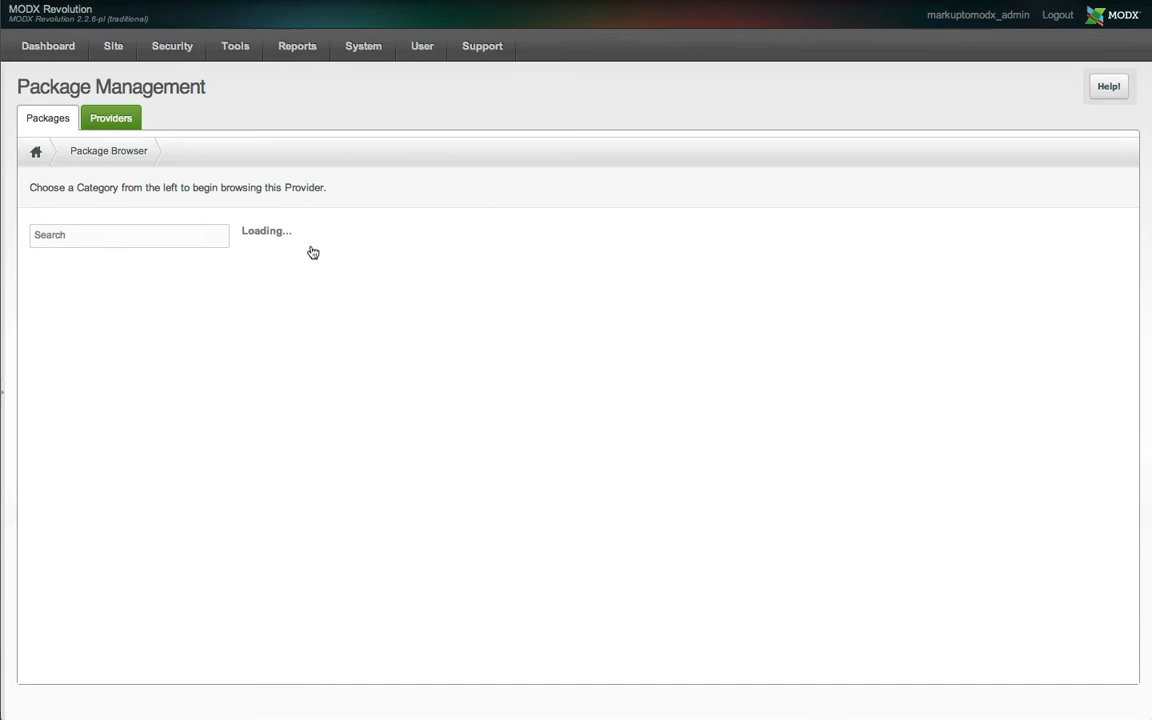 MODX Revolution
MODX Revolution 2.2.6-pl (traditional)
markuptomodx_admin Logout MODX
Dashboard Site Security Tools Reports System User Support
Package Management
Help!
Packages Providers
Package Browser
Choose a Category from the left to begin browsing this Provider.
Search
Loading...